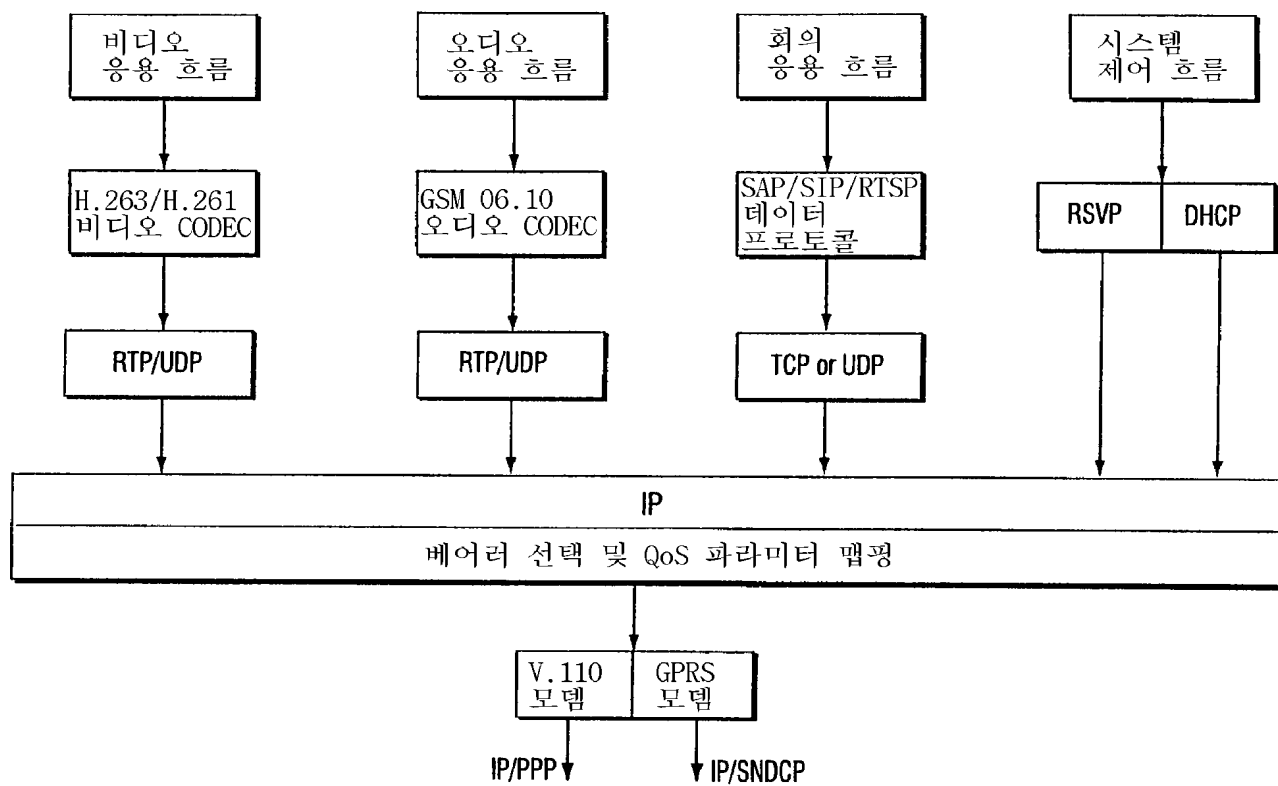 비디오
응용 흐름
오디오
응용 흐름
회의
응용 흐름
시스템
제어 흐름
H.263/H.261
비디오 CODEC
GSM 06.10
오디오 CODEC
SAP/SIP/RTSP
데이터
프로토콜
RSVP
DHCP
RTP/UDP
RTP/UDP
TCP or UDP
IP
베어러 선택 및 QoS 파라미터 맵핑
V.110
모뎀
GPRS
모뎀
IP/PPP
IP/SNDCP